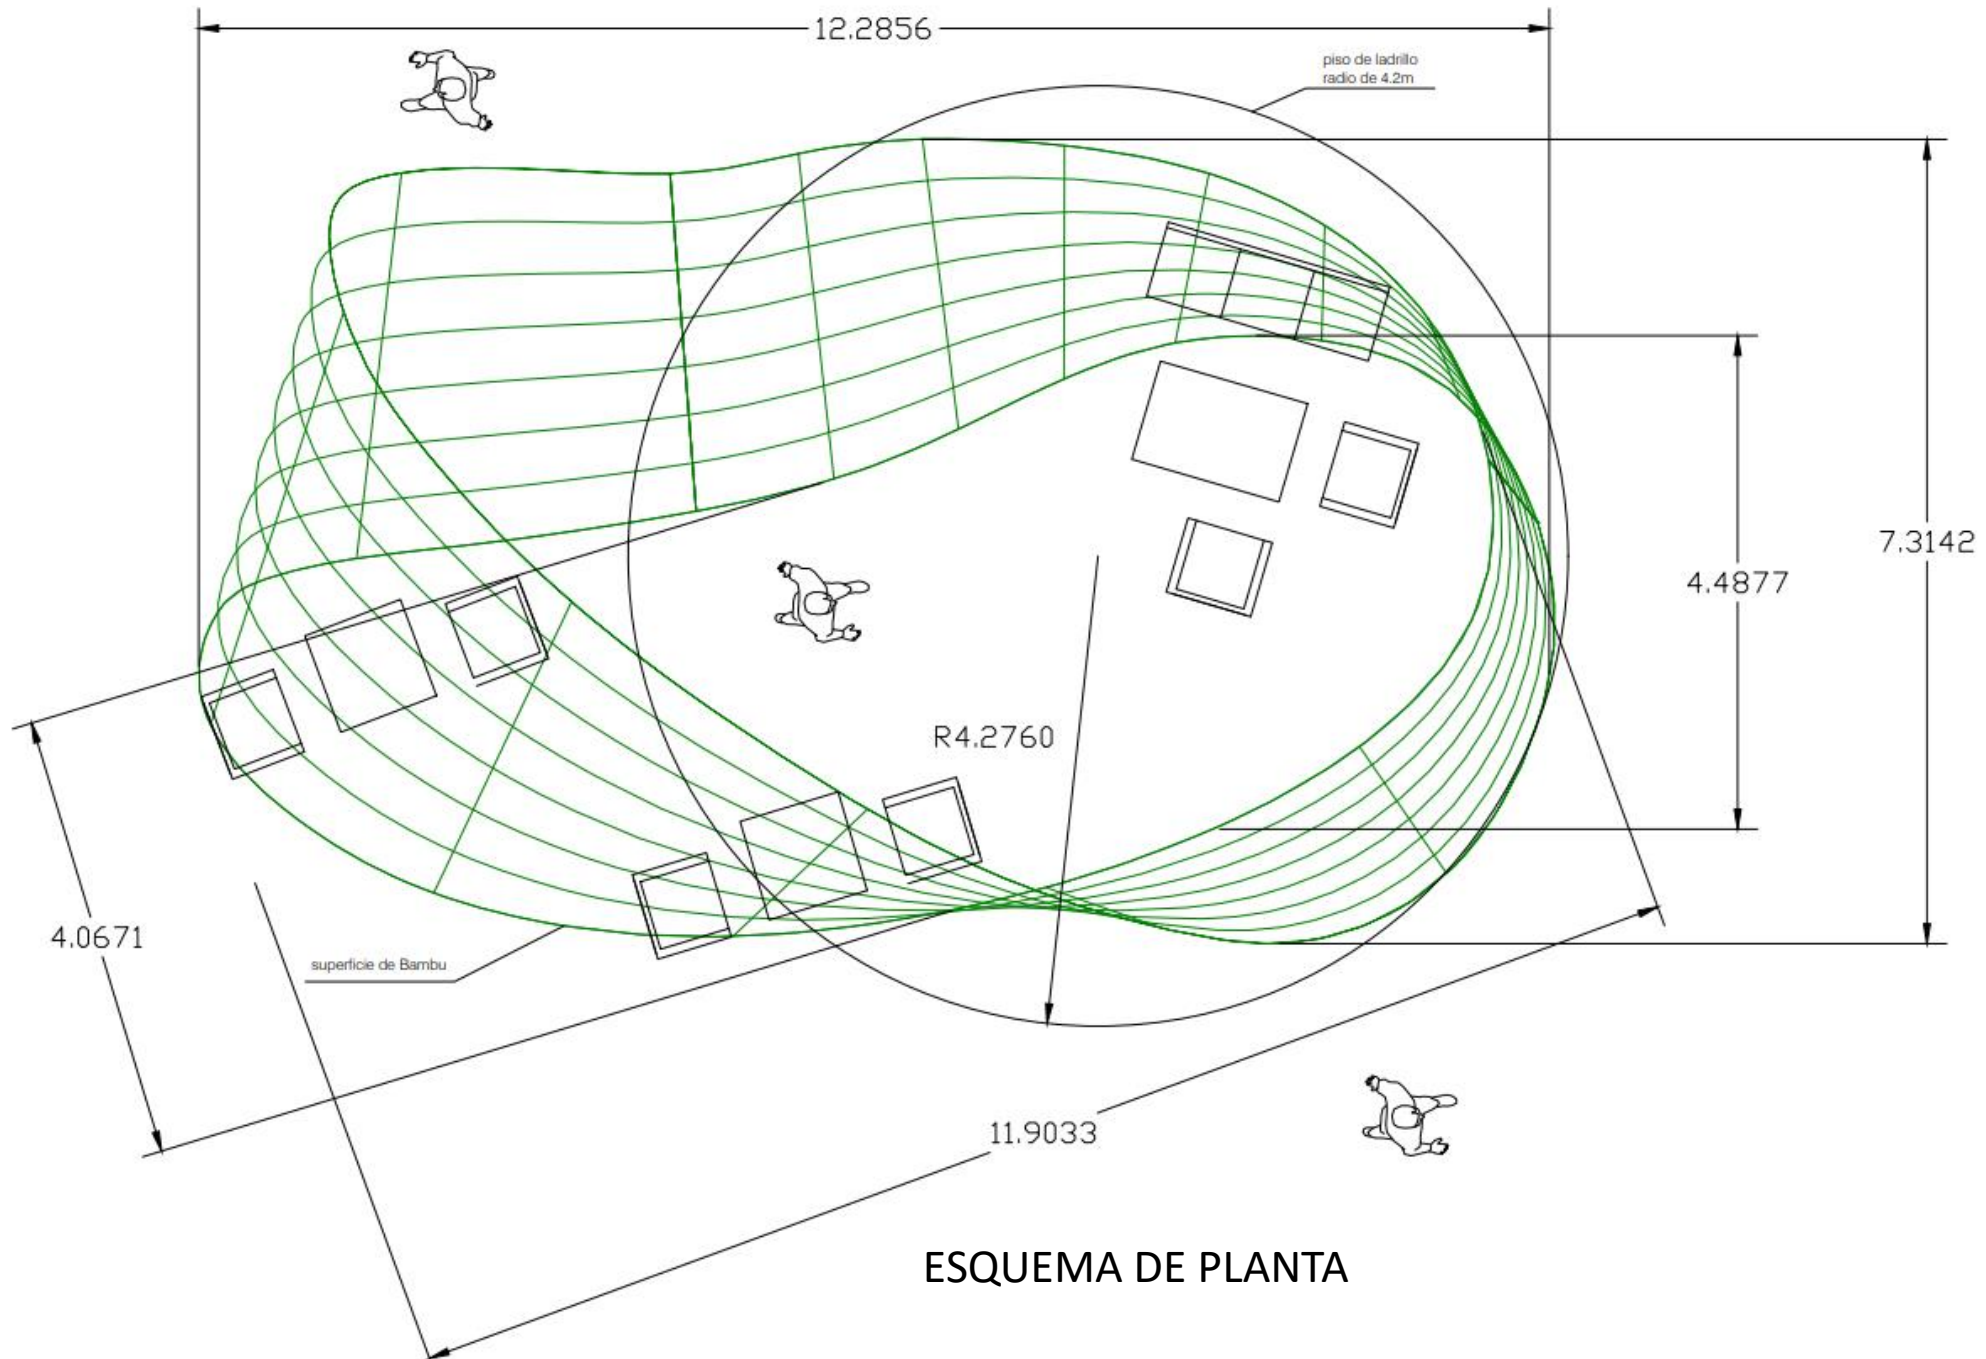 12.2856
piso de ladrillo
radio de 4.2m
7.3142
4.4877
R4.2760
4.0671
superficie de Bambu
11.9033
ESQUEMA DE PLANTA